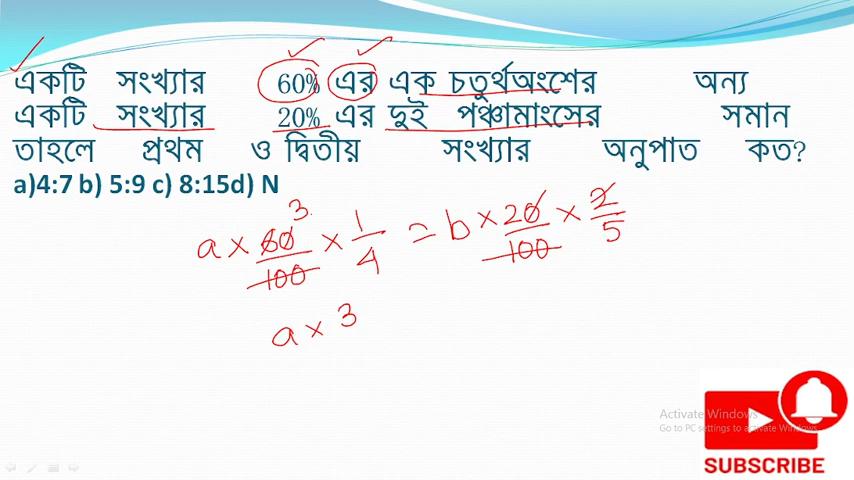 একটি সংখ্যার 60% এর এক চতুর্থঅংশের অন্য
একটি সংখ্যার 20% এর দুই পঞ্চামাংসের সমান
তাহলে প্রথম ও দ্বিতীয় সংখ্যার অনুপাত কত?
a)4:7 b) 5:9 c) 8:15d) N
a × 60/100 3 × 1/4 = b × 20/100 × 2/5
a × 3
Activate Windows
Go to PC settings to activate Windows.
SUBSCRIBE